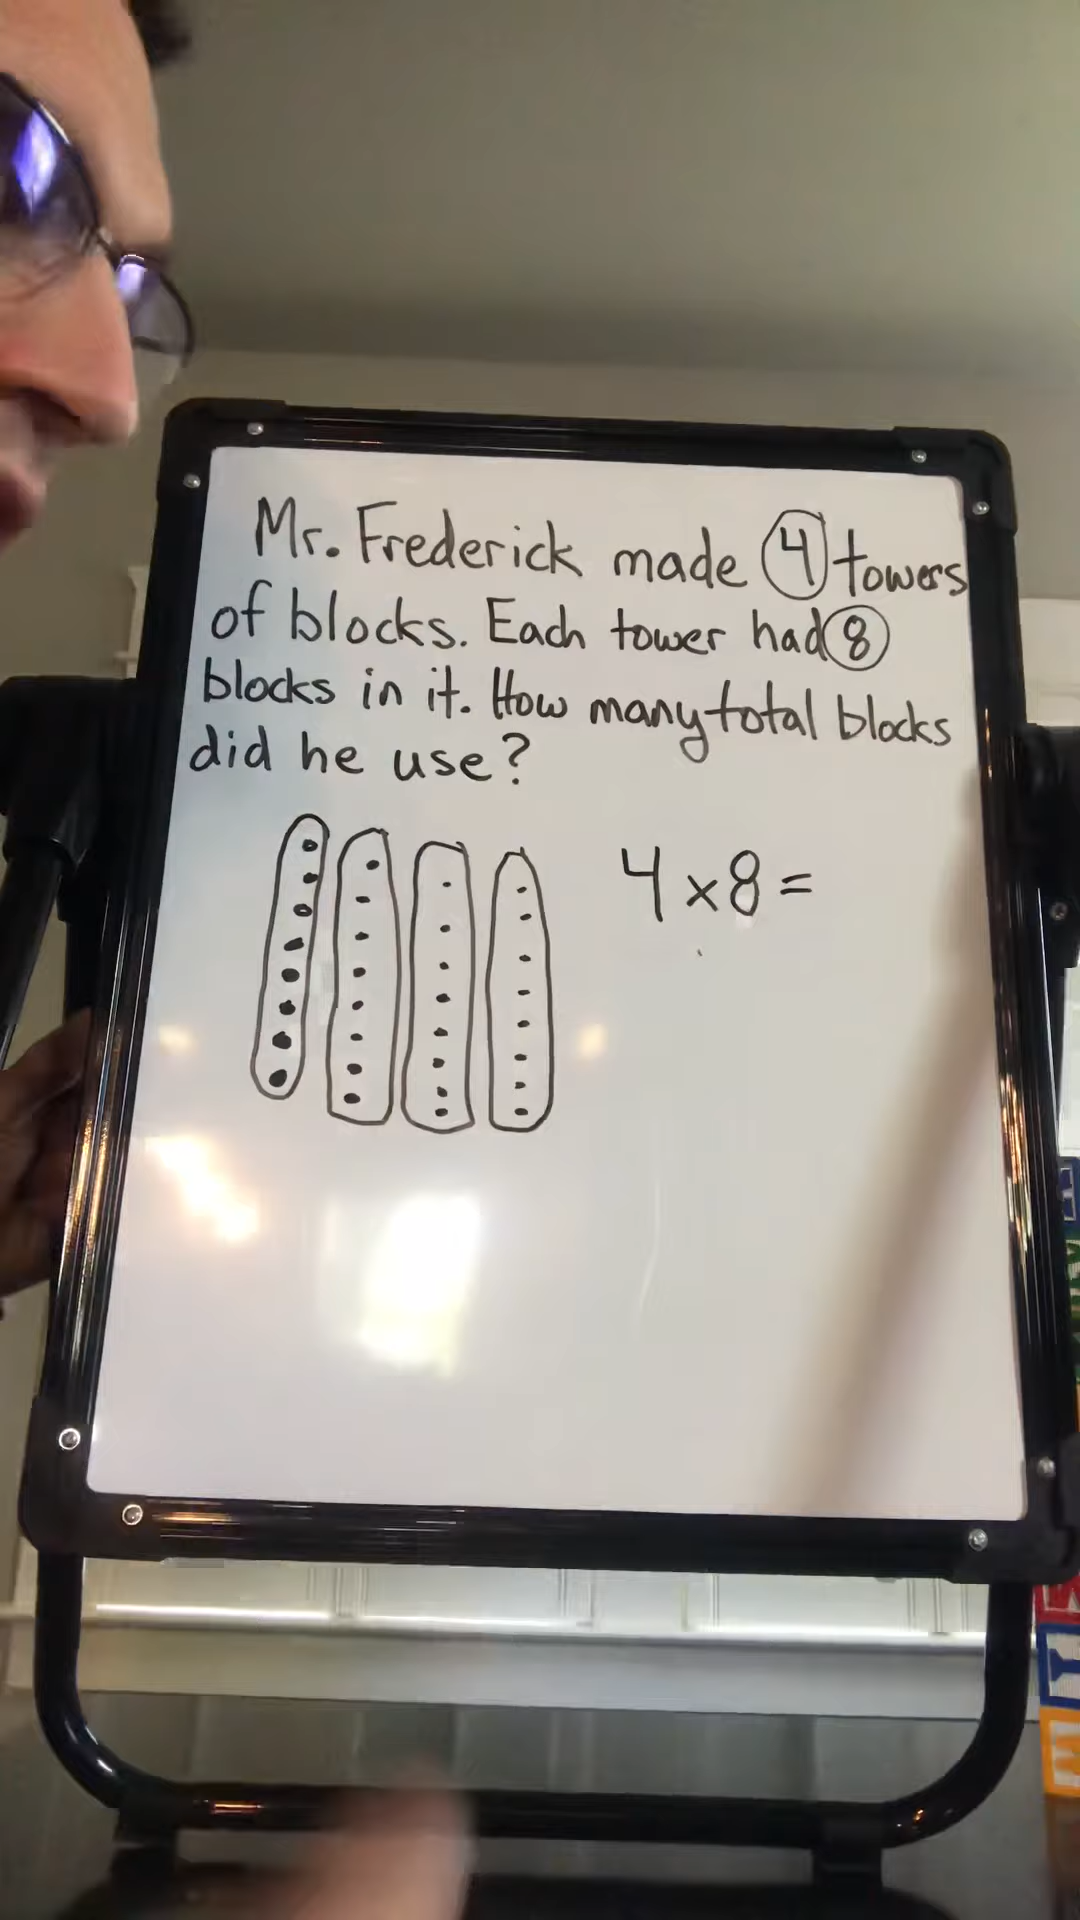 Mr. Frederick made 4 towers
of blocks. Each tower had 8
blocks in it. How many total blocks
did he use?
4 x 8 =